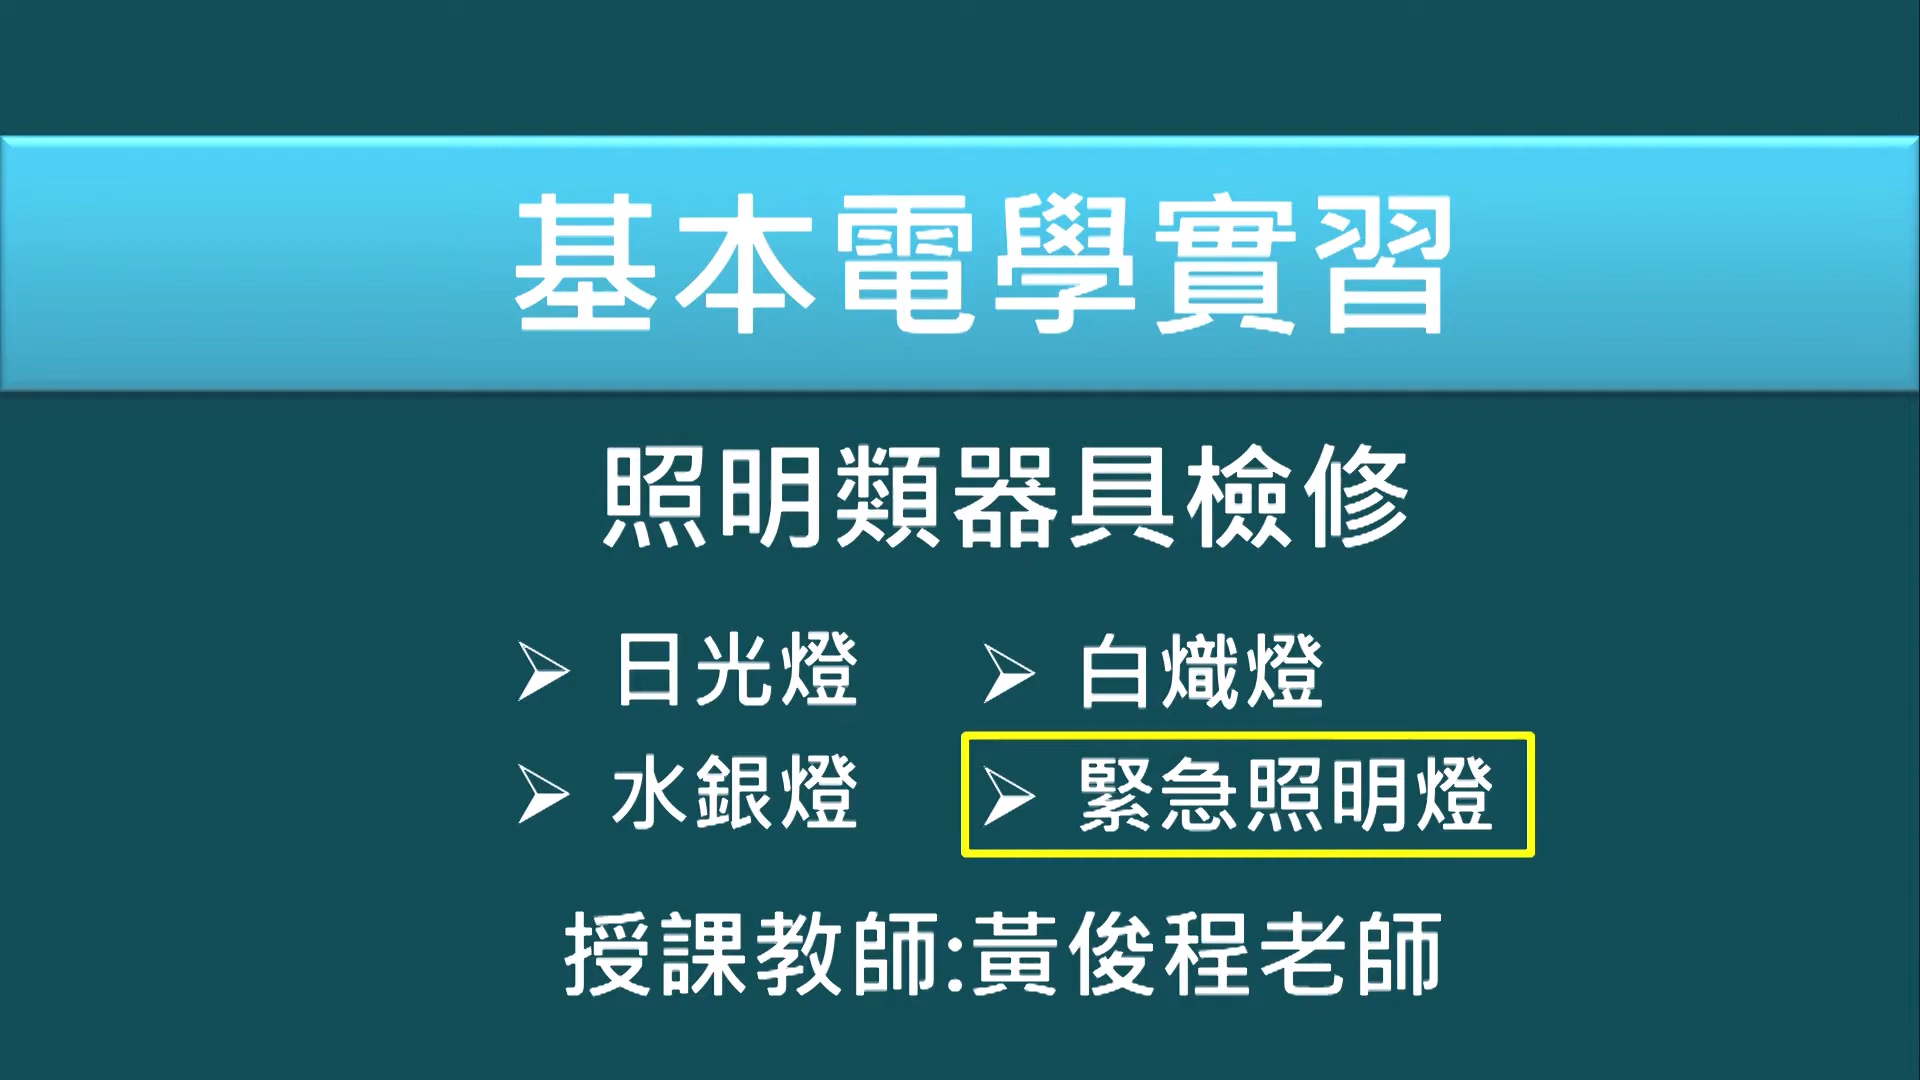 基本電學實習
照明類器具檢修
➢ 日光燈
➢ 白熾燈
➢ 水銀燈
➢ 緊急照明燈
授課教師:黃俊程老師